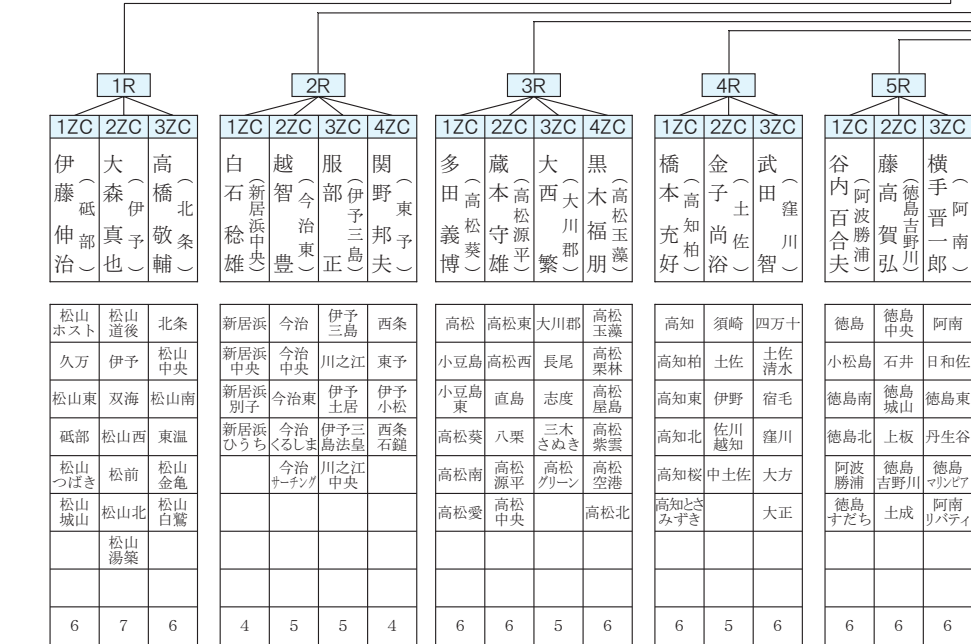 1R 2R 3R 4R 5R
1ZC 2ZC 3ZC 1ZC 2ZC 3ZC 4ZC 1ZC 2ZC 3ZC 4ZC 1ZC 2ZC 3ZC 1ZC 2ZC 3ZC
伊藤伸治（砥部）
大森真也（伊予）
高橋敬輔（北条）
白石稔雄（新居浜中央）
越智豊（今治東）
服部正（伊予三島）
関野邦夫（東予）
多田義博（高松葵）
蔵本守雄（高松源平）
大西繁（大川郡）
黒木福朋（高松玉藻）
橋本充好（高知柏）
金子尚浴（土佐）
武田智（窪川）
谷内百合夫（阿波勝浦）
藤高賀弘（徳島吉野川）
横手晋一郎（阿南）
松山ホスト 松山道後 北条 新居浜 今治 伊予三島 西条 高松 高松東 大川郡 高松玉藻 高知 須崎 四万十 徳島 徳島中央 阿南
久万 伊予 松山中央 新居浜中央 今治中央 川之江 東予 小豆島 高松西 長尾 高松栗林 高知柏 土佐 土佐清水 小松島 石井 日和佐
松山東 双海 松山南 新居浜別子 今治東 伊予土居 伊予小松 小豆島東 直島 志度 高松屋島 高知東 伊野 宿毛 徳島南 徳島城山 徳島東
砥部 松山西 東温 新居浜ひうち 今治くるしま 伊予三島法皇 西条石鎚 高松葵 八栗 三木さぬき 高松紫雲 高知北 佐川越知 窪川 徳島北 上板 丹生谷
松山つばき 松前 松山金亀 今治サーチング 川之江中央 高松南 高松源平 高松グリーン 高松空港 高知桜 中土佐 大方 阿波勝浦 徳島吉野川 徳島マリンピア
松山城山 松山北 松山白鷺 高松愛 高松中央 高松北 高知とさみずき 大正 徳島すだち 土成 阿南リバティ
松山湯築
6 7 6 4 5 5 4 6 6 5 6 6 5 6 6 6 6